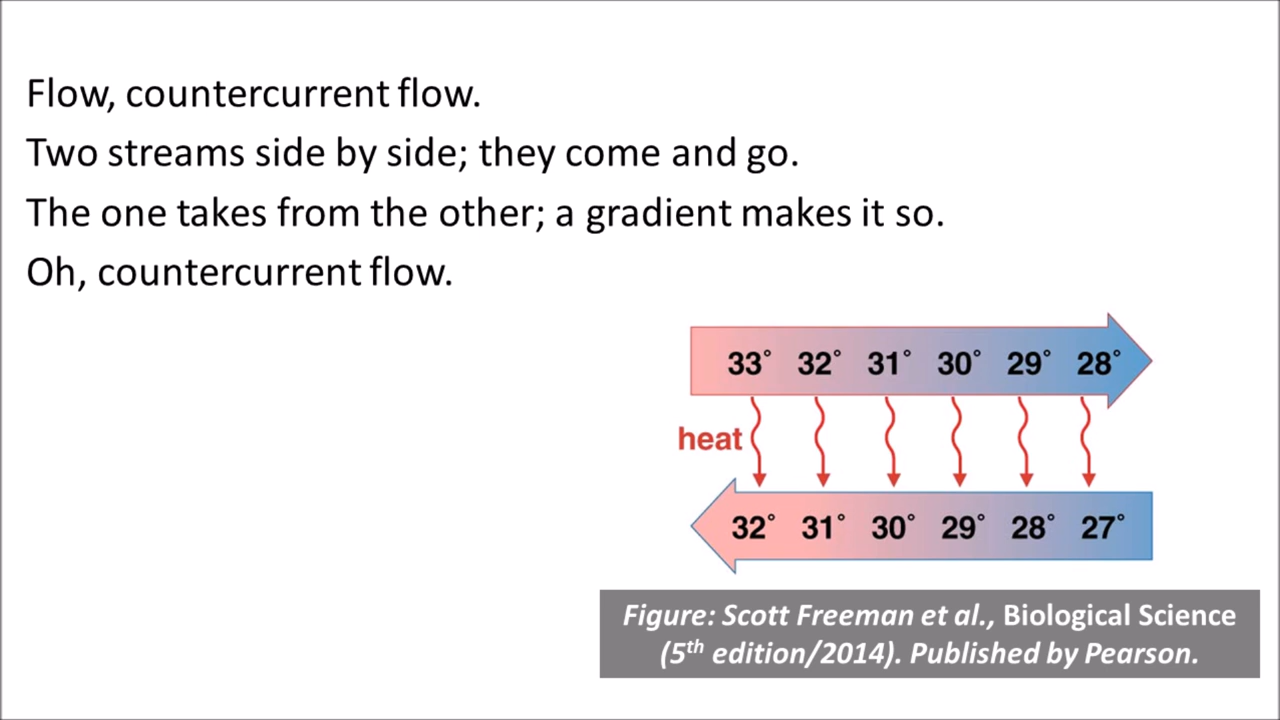 Flow, countercurrent flow.
Two streams side by side; they come and go.
The one takes from the other; a gradient makes it so.
Oh, countercurrent flow.
33° 32° 31° 30° 29° 28°
heat
32° 31° 30° 29° 28° 27°
Figure: Scott Freeman et al., Biological Science
(5th edition/2014). Published by Pearson.